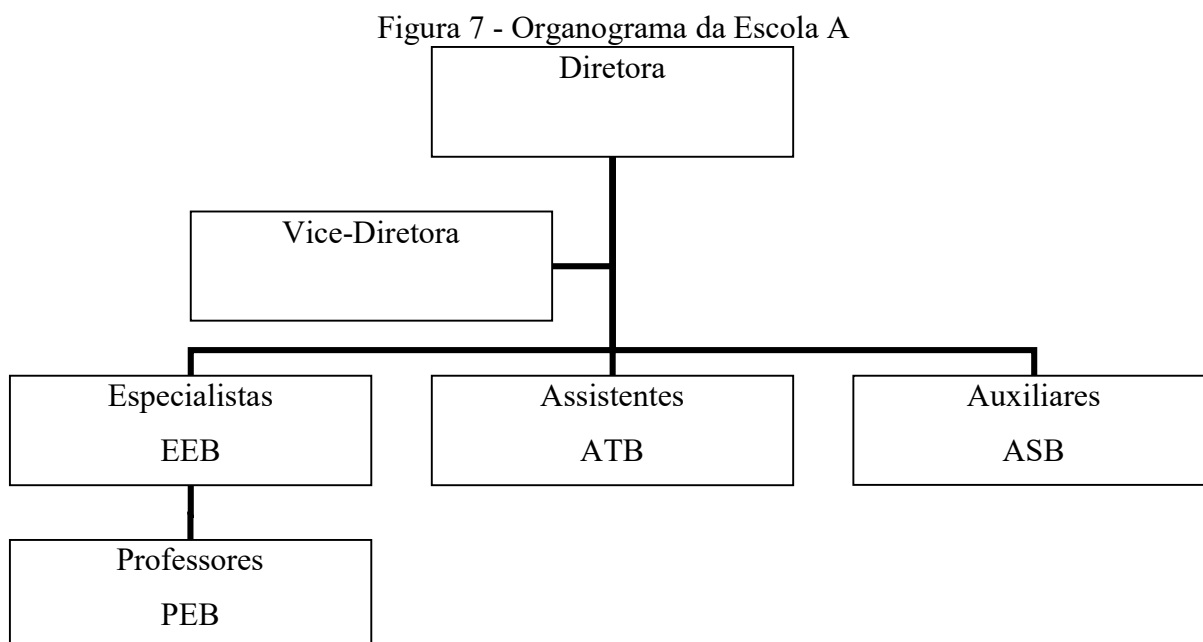 Figura 7 - Organograma da Escola A
Diretora
Vice-Diretora
Especialistas
EEB
Assistentes
ATB
Auxiliares
ASB
Professores
PEB